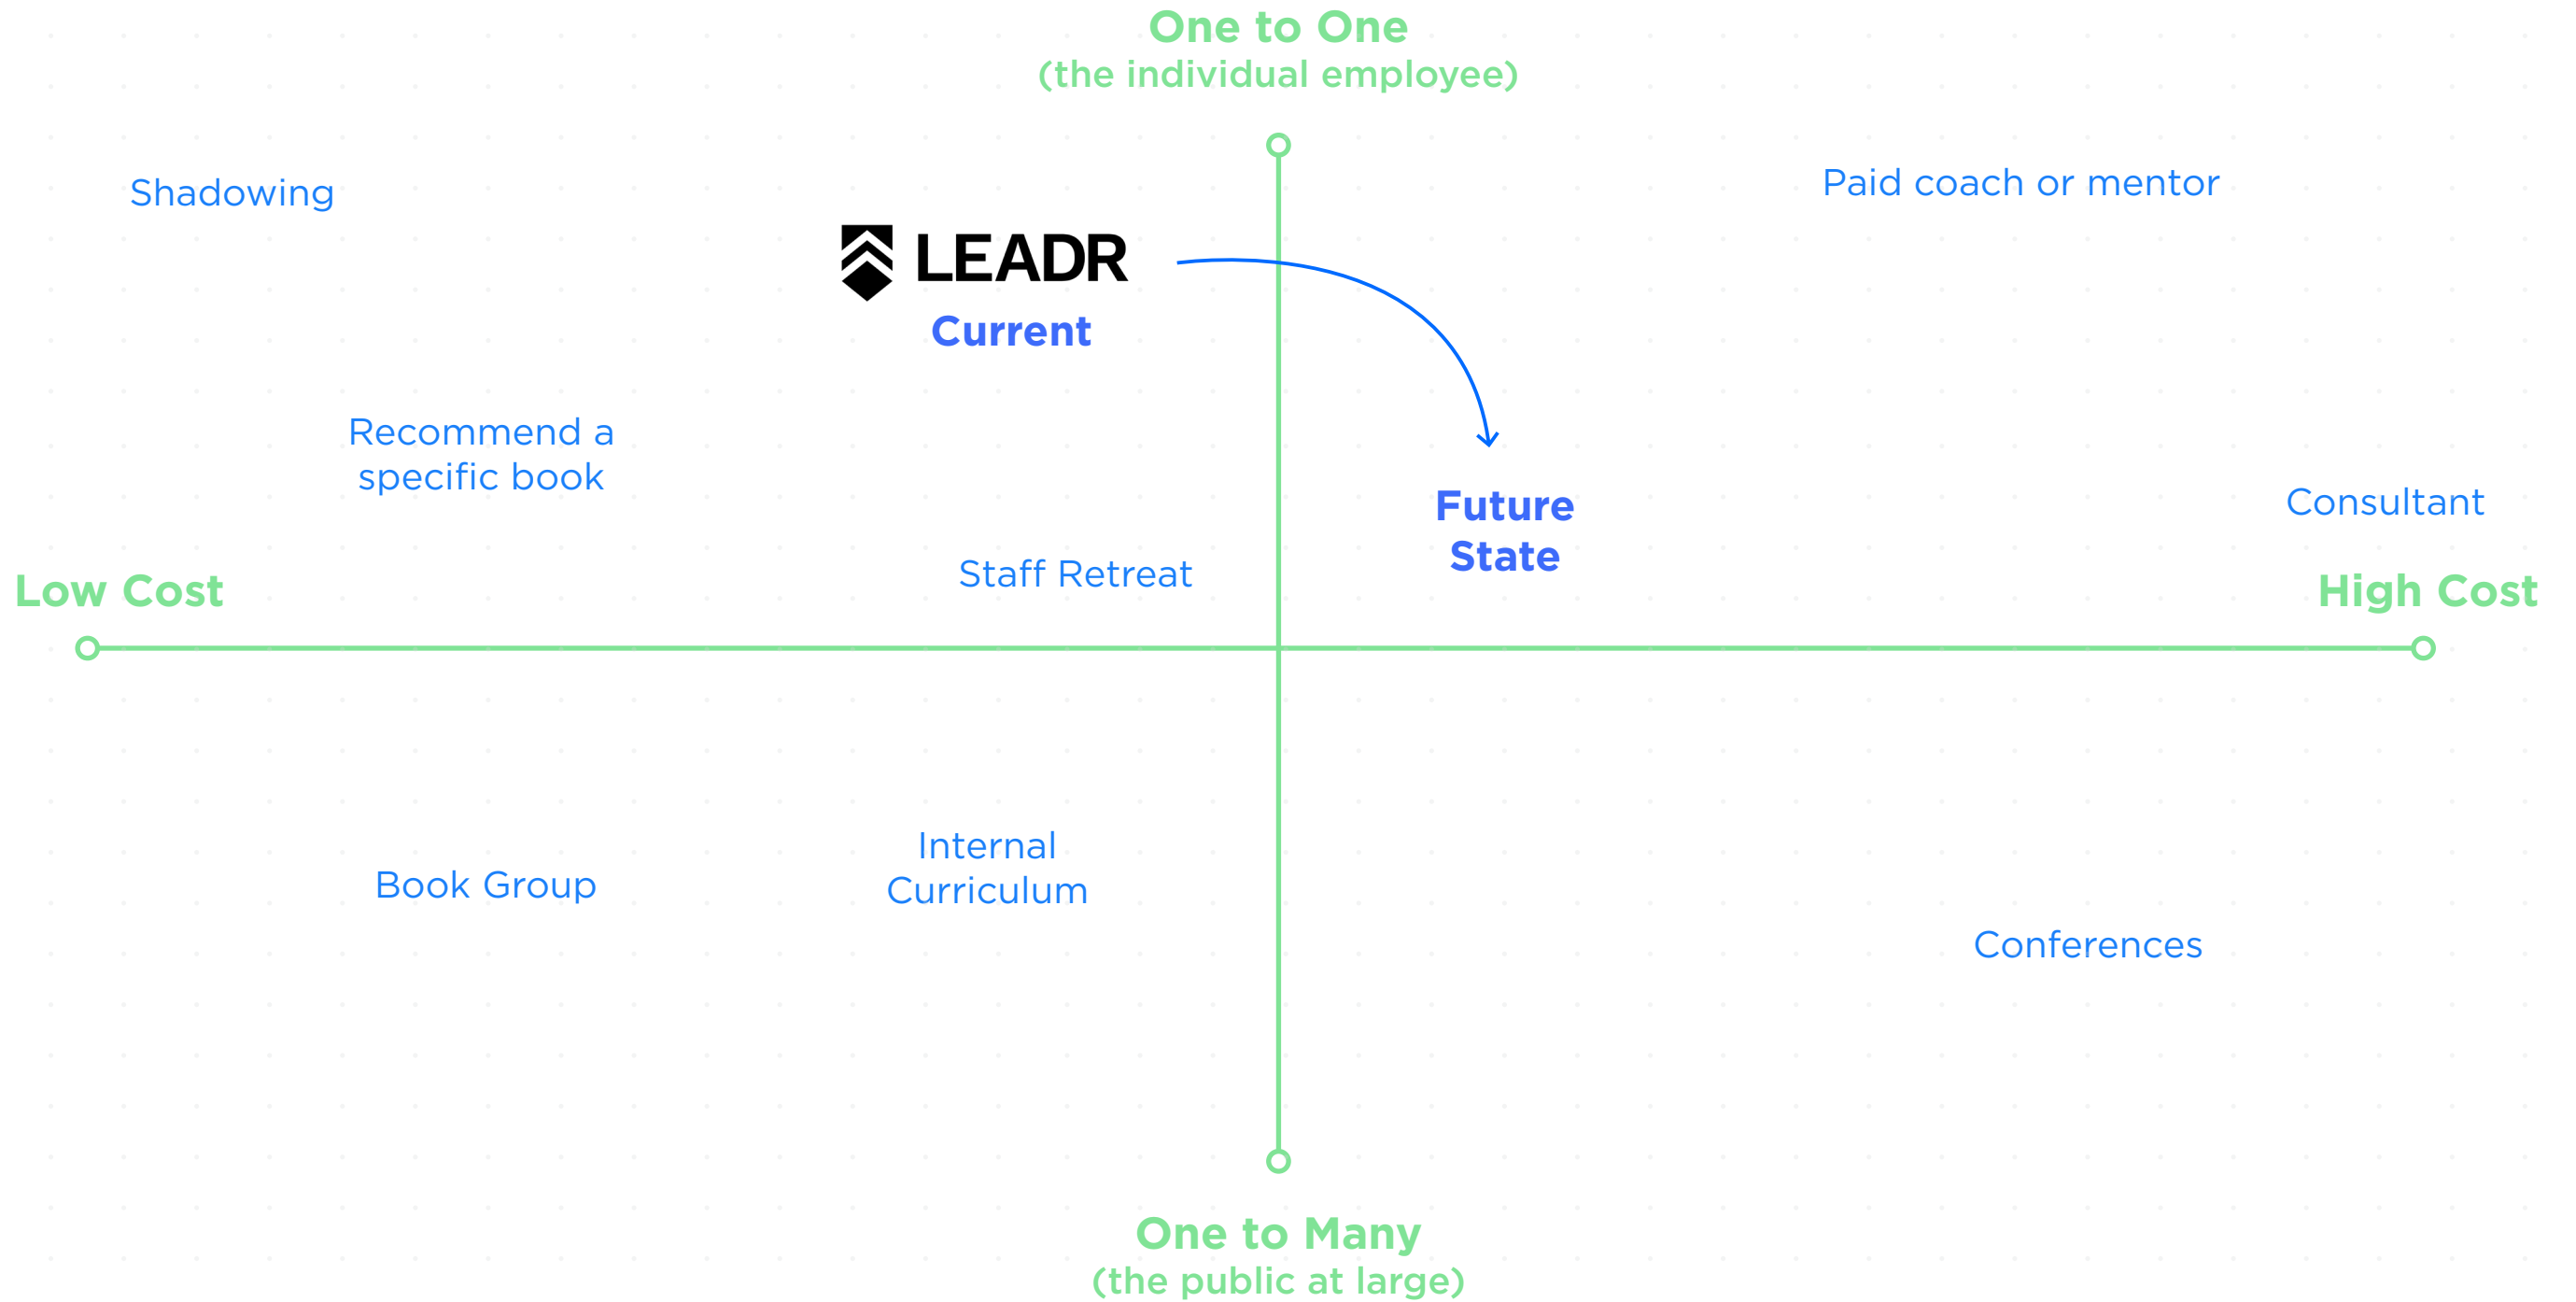 One to One
(the individual employee)
Shadowing
Paid coach or mentor
LEADR
Current
Recommend a
specific book
Future
State
Consultant
Staff Retreat
Low Cost
High Cost
Internal
Curriculum
Book Group
Conferences
One to Many
(the public at large)